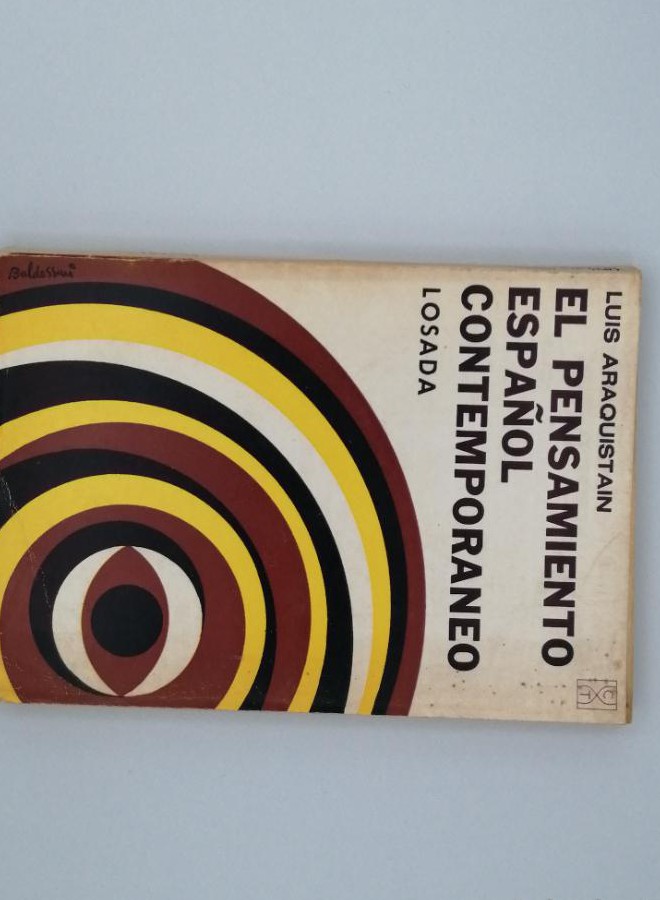 LUIS ARAQUISTAIN
EL PENSAMIENTO
ESPAÑOL
CONTEMPORANEO
LOSADA
C
T
Baldessari